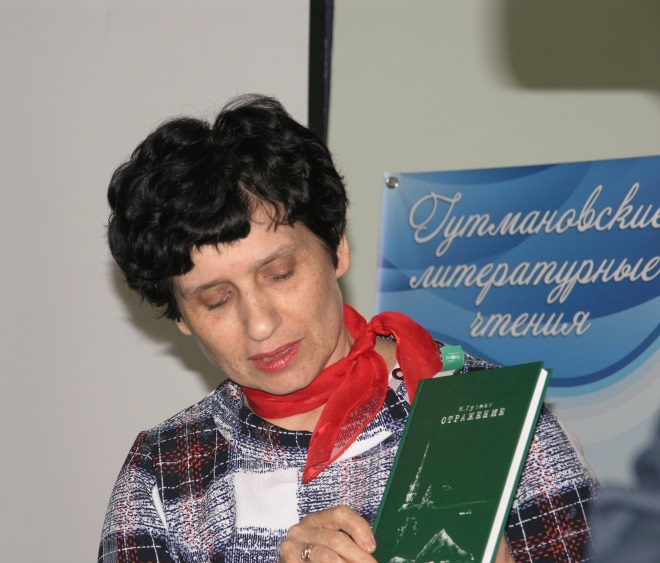 Гутмановские
литературные
чтения
Н. Гутман
ОТРАЖЕНИЕ